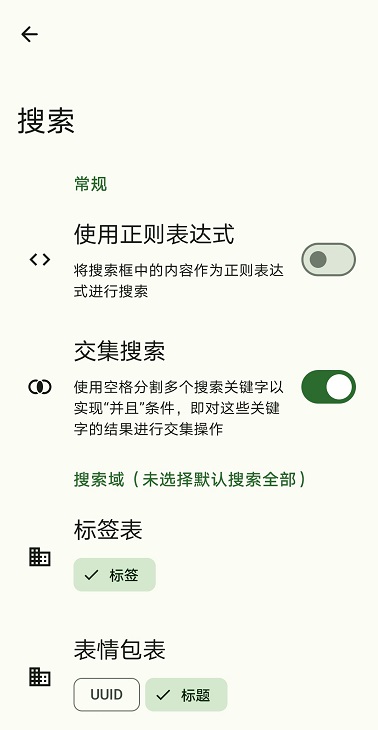 搜索
常规
使用正则表达式
将搜索框中的内容作为正则表达
式进行搜索
交集搜索
使用空格分割多个搜索关键字以
实现“并且”条件，即对这些关键
字的结果进行交集操作
搜索域（未选择默认搜索全部）
标签表
标签
表情包表
UUID 标题